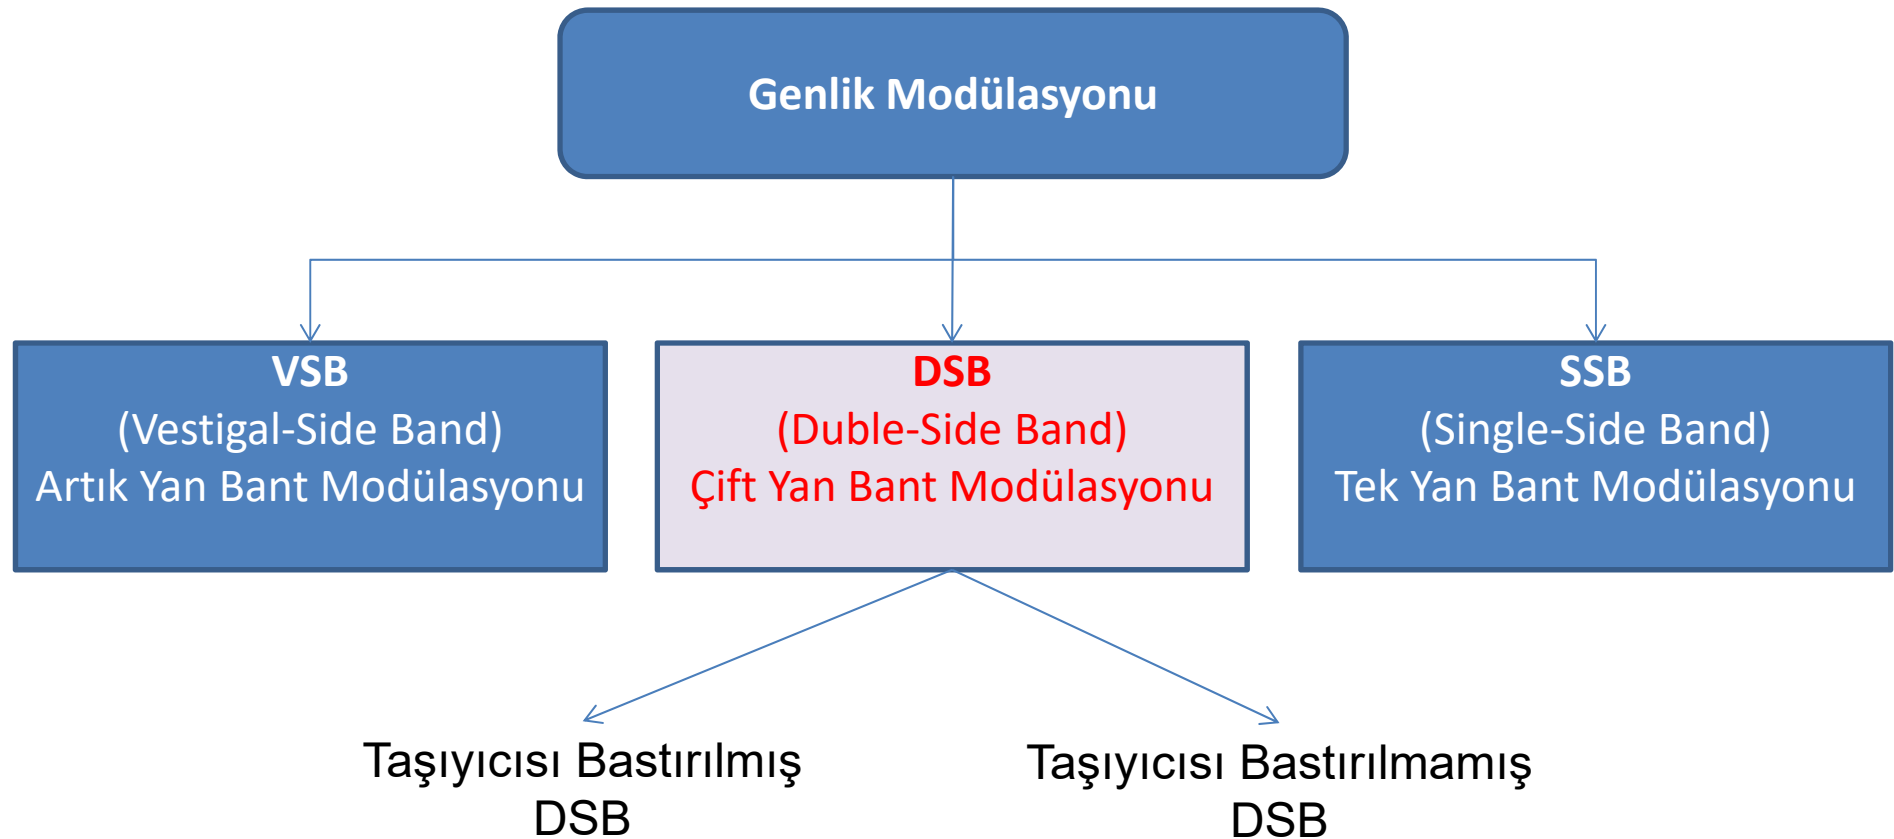 Genlik Modülasyonu
VSB
(Vestigal-Side Band)
Artık Yan Bant Modülasyonu
DSB
(Duble-Side Band)
Çift Yan Bant Modülasyonu
SSB
(Single-Side Band)
Tek Yan Bant Modülasyonu
Taşıyıcısı Bastırılmış
DSB
Taşıyıcısı Bastırılmamış
DSB